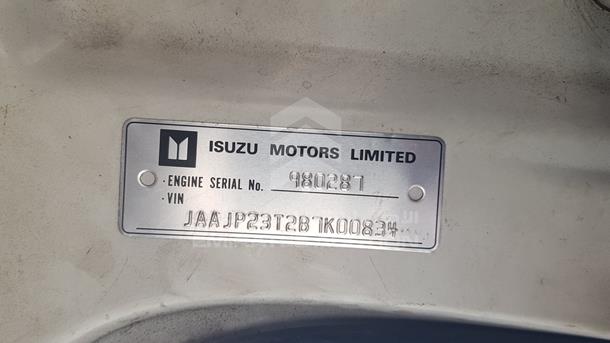 ISUZU MOTORS LIMITED
·ENGINE SERIAL No. 980287
·VIN
JAAJP23T2B7K00834